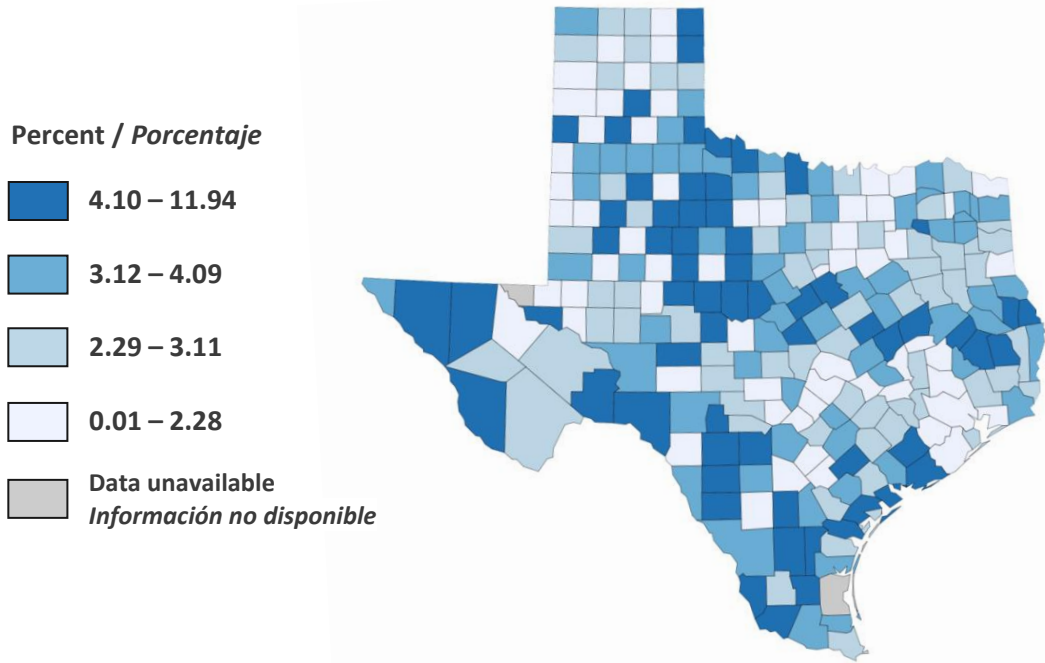 Percent / Porcentaje
4.10 – 11.94
3.12 – 4.09
2.29 – 3.11
0.01 – 2.28
Data unavailable
Información no disponible